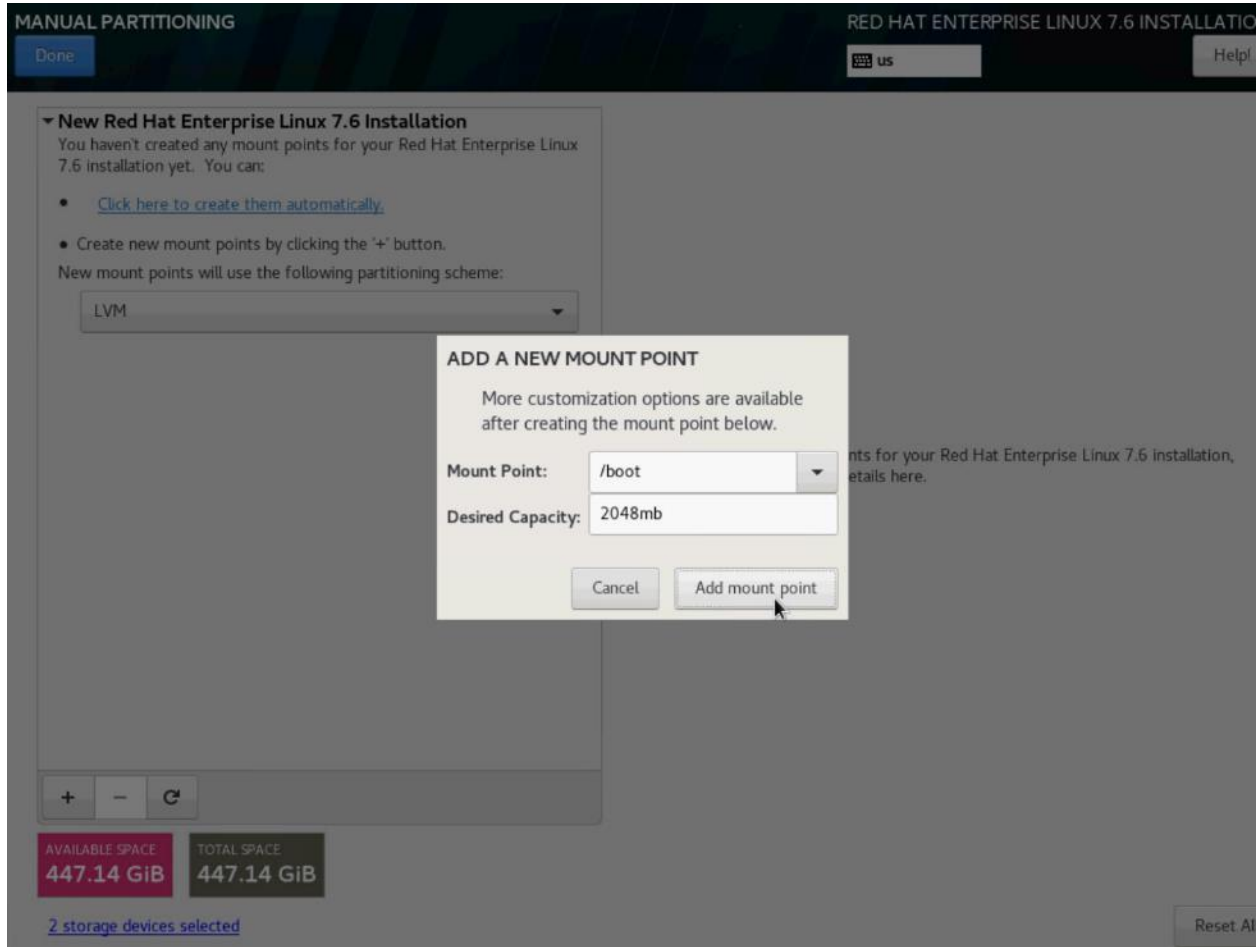 MANUAL PARTITIONING
RED HAT ENTERPRISE LINUX 7.6 INSTALLATIO
Done
us
Help!
New Red Hat Enterprise Linux 7.6 Installation
You haven't created any mount points for your Red Hat Enterprise Linux
7.6 installation yet. You can:
• Click here to create them automatically.
• Create new mount points by clicking the '+' button.
New mount points will use the following partitioning scheme:
LVM
ADD A NEW MOUNT POINT
More customization options are available
after creating the mount point below.
Mount Point: /boot
Desired Capacity: 2048mb
Cancel Add mount point
nts for your Red Hat Enterprise Linux 7.6 installation,
etails here.
+ −
AVAILABLE SPACE
447.14 GiB
TOTAL SPACE
447.14 GiB
2 storage devices selected
Reset Al